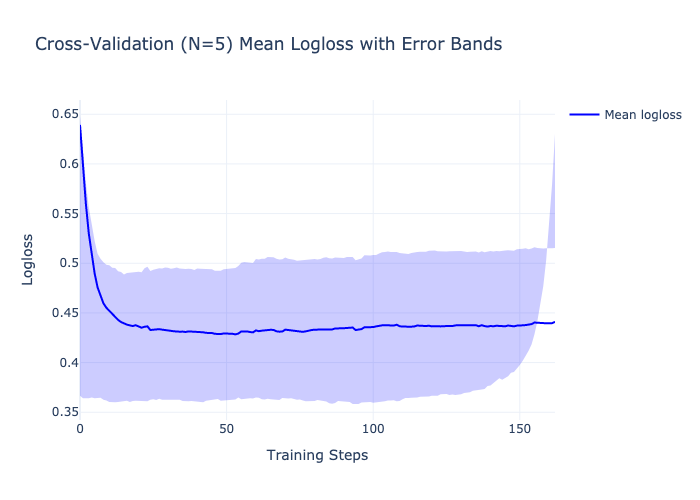 Cross-Validation (N=5) Mean Logloss with Error Bands
0.65
0.6
0.55
0.5
0.45
0.4
0.35
0
50
100
150
Training Steps
Logloss
Mean logloss